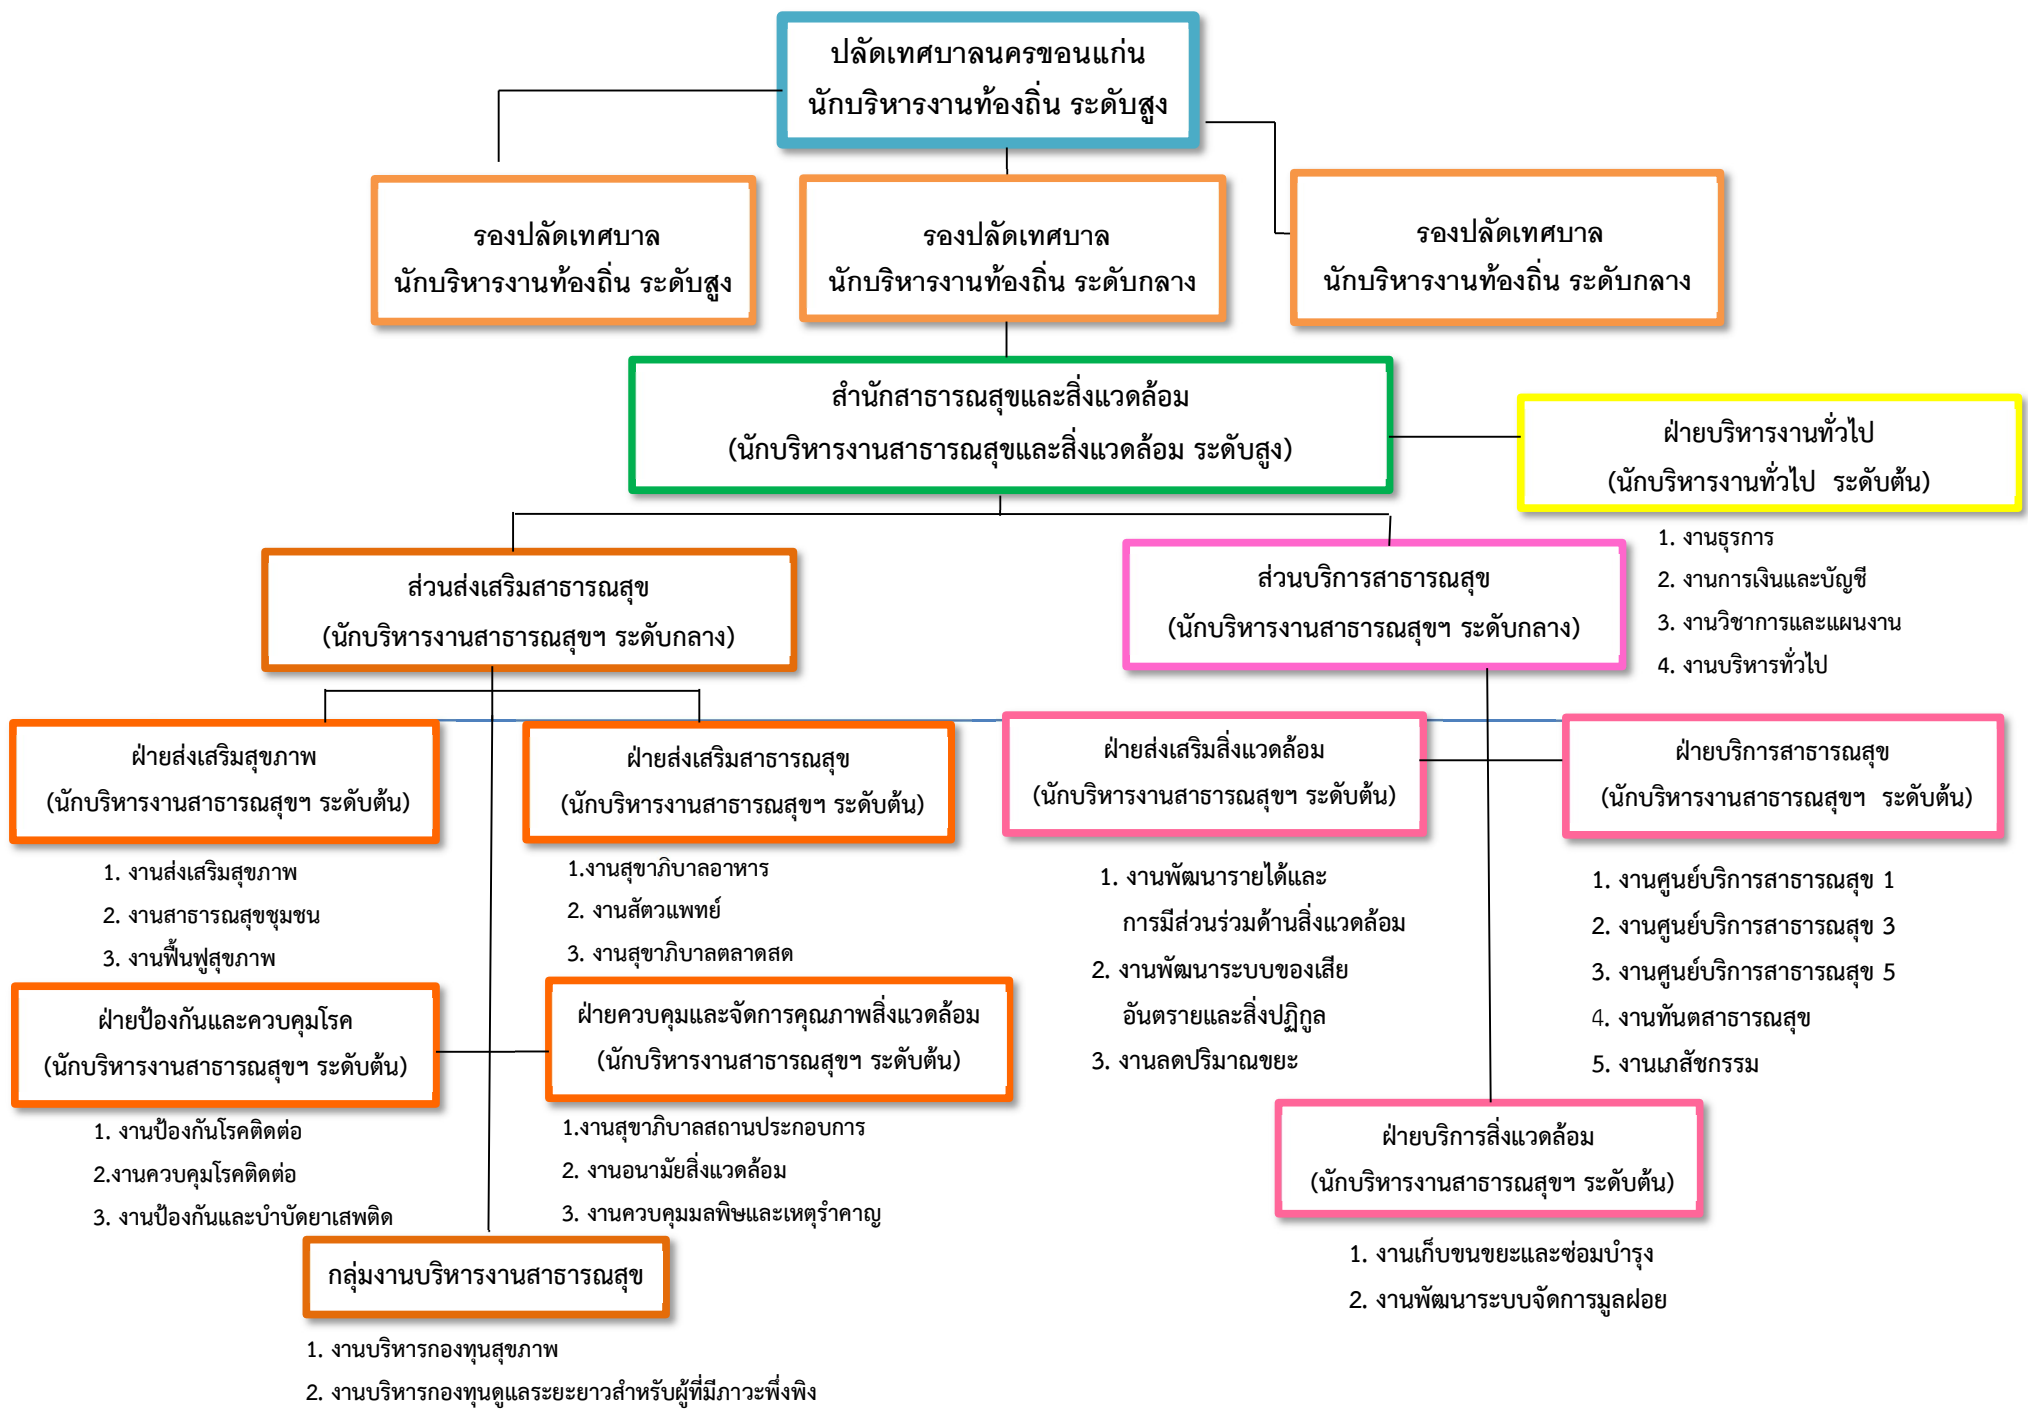 ปลัดเทศบาลนครขอนแก่น
นักบริหารงานท้องถิ่น ระดับสูง
รองปลัดเทศบาล
นักบริหารงานท้องถิ่น ระดับสูง
รองปลัดเทศบาล
นักบริหารงานท้องถิ่น ระดับกลาง
รองปลัดเทศบาล
นักบริหารงานท้องถิ่น ระดับกลาง
สำนักสาธารณสุขและสิ่งแวดล้อม
(นักบริหารงานสาธารณสุขและสิ่งแวดล้อม ระดับสูง)
ฝ่ายบริหารงานทั่วไป
(นักบริหารงานทั่วไป ระดับต้น)
1. งานธุรการ
2. งานการเงินและบัญชี
3. งานวิชาการและแผนงาน
4. งานบริหารทั่วไป
ส่วนส่งเสริมสาธารณสุข
(นักบริหารงานสาธารณสุขฯ ระดับกลาง)
ส่วนบริการสาธารณสุข
(นักบริหารงานสาธารณสุขฯ ระดับกลาง)
ฝ่ายส่งเสริมสุขภาพ
(นักบริหารงานสาธารณสุขฯ ระดับต้น)
1. งานส่งเสริมสุขภาพ
2. งานสาธารณสุขชุมชน
3. งานฟื้นฟูสุขภาพ
ฝ่ายส่งเสริมสาธารณสุข
(นักบริหารงานสาธารณสุขฯ ระดับต้น)
1.งานสุขาภิบาลอาหาร
2. งานสัตวแพทย์
3. งานสุขาภิบาลตลาดสด
ฝ่ายส่งเสริมสิ่งแวดล้อม
(นักบริหารงานสาธารณสุขฯ ระดับต้น)
1. งานพัฒนารายได้และ
การมีส่วนร่วมด้านสิ่งแวดล้อม
2. งานพัฒนาระบบของเสีย
อันตรายและสิ่งปฏิกูล
3. งานลดปริมาณขยะ
ฝ่ายบริการสาธารณสุข
(นักบริหารงานสาธารณสุขฯ ระดับต้น)
1. งานศูนย์บริการสาธารณสุข 1
2. งานศูนย์บริการสาธารณสุข 3
3. งานศูนย์บริการสาธารณสุข 5
4. งานทันตสาธารณสุข
5. งานเภสัชกรรม
ฝ่ายป้องกันและควบคุมโรค
(นักบริหารงานสาธารณสุขฯ ระดับต้น)
1. งานป้องกันโรคติดต่อ
2.งานควบคุมโรคติดต่อ
3. งานป้องกันและบำบัดยาเสพติด
ฝ่ายควบคุมและจัดการคุณภาพสิ่งแวดล้อม
(นักบริหารงานสาธารณสุขฯ ระดับต้น)
1.งานสุขาภิบาลสถานประกอบการ
2. งานอนามัยสิ่งแวดล้อม
3. งานควบคุมมลพิษและเหตุรำคาญ
ฝ่ายบริการสิ่งแวดล้อม
(นักบริหารงานสาธารณสุขฯ ระดับต้น)
1. งานเก็บขนขยะและซ่อมบำรุง
2. งานพัฒนาระบบจัดการมูลฝอย
กลุ่มงานบริหารงานสาธารณสุข
1. งานบริหารกองทุนสุขภาพ
2. งานบริหารกองทุนดูแลระยะยาวสำหรับผู้ที่มีภาวะพึ่งพิง